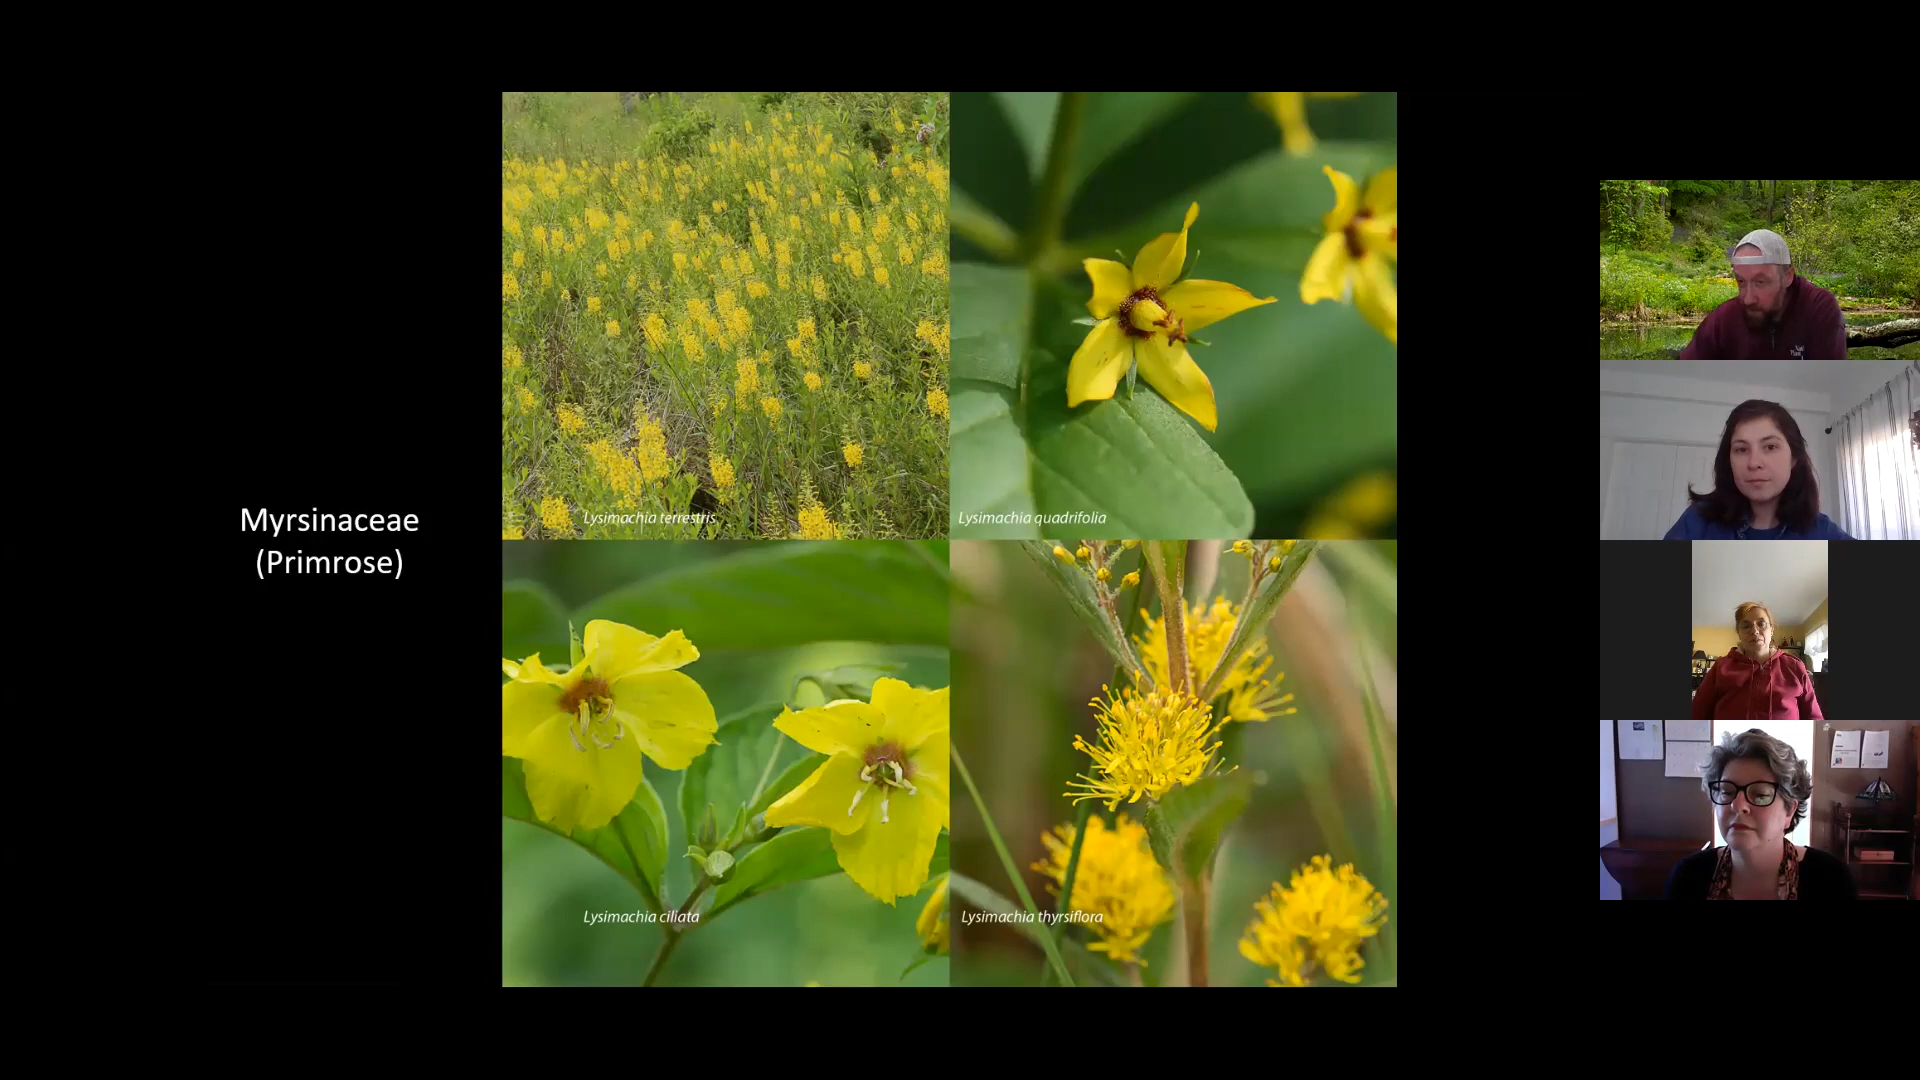 Myrsinaceae
(Primrose)
Lysimachia terrestris
Lysimachia quadrifolia
Lysimachia ciliata
Lysimachia thyrsiflora